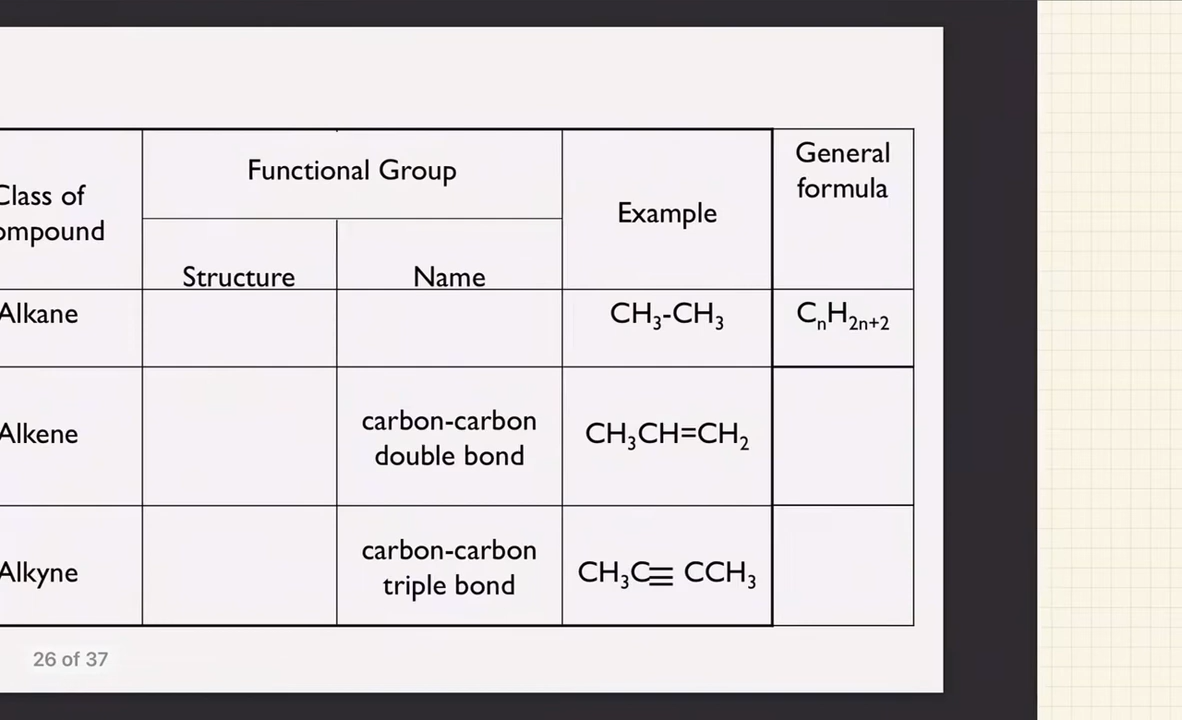 Class of
ompound
Functional Group
Structure
Name
Example
General
formula
Alkane
CH₃-CH₃
CₙH₂ₙ₊₂
Alkene
carbon-carbon
double bond
CH₃CH=CH₂
Alkyne
carbon-carbon
triple bond
CH₃C≡ CCH₃
26 of 37